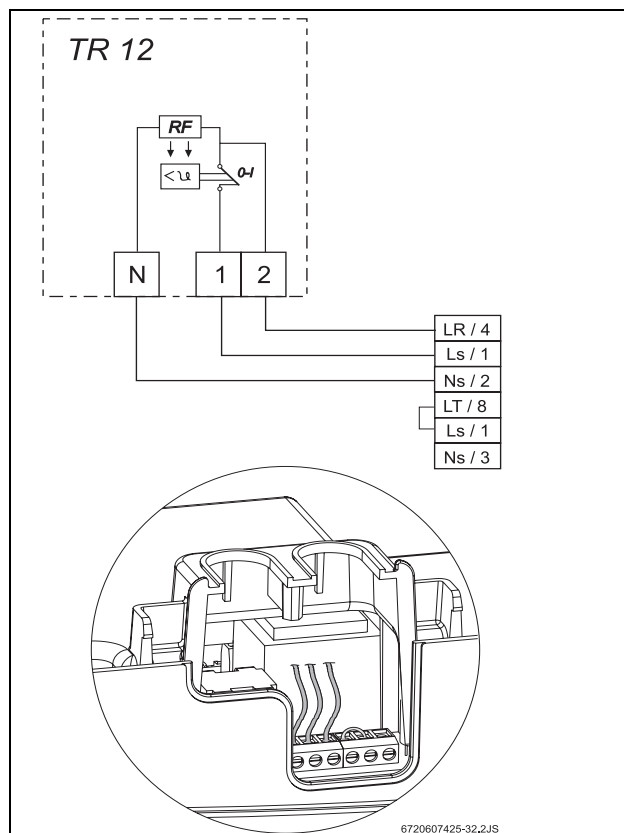 TR 12
RF
0-I
N 1 2
LR / 4
Ls / 1
Ns / 2
LT / 8
Ls / 1
Ns / 3
6720607425-32.2JS